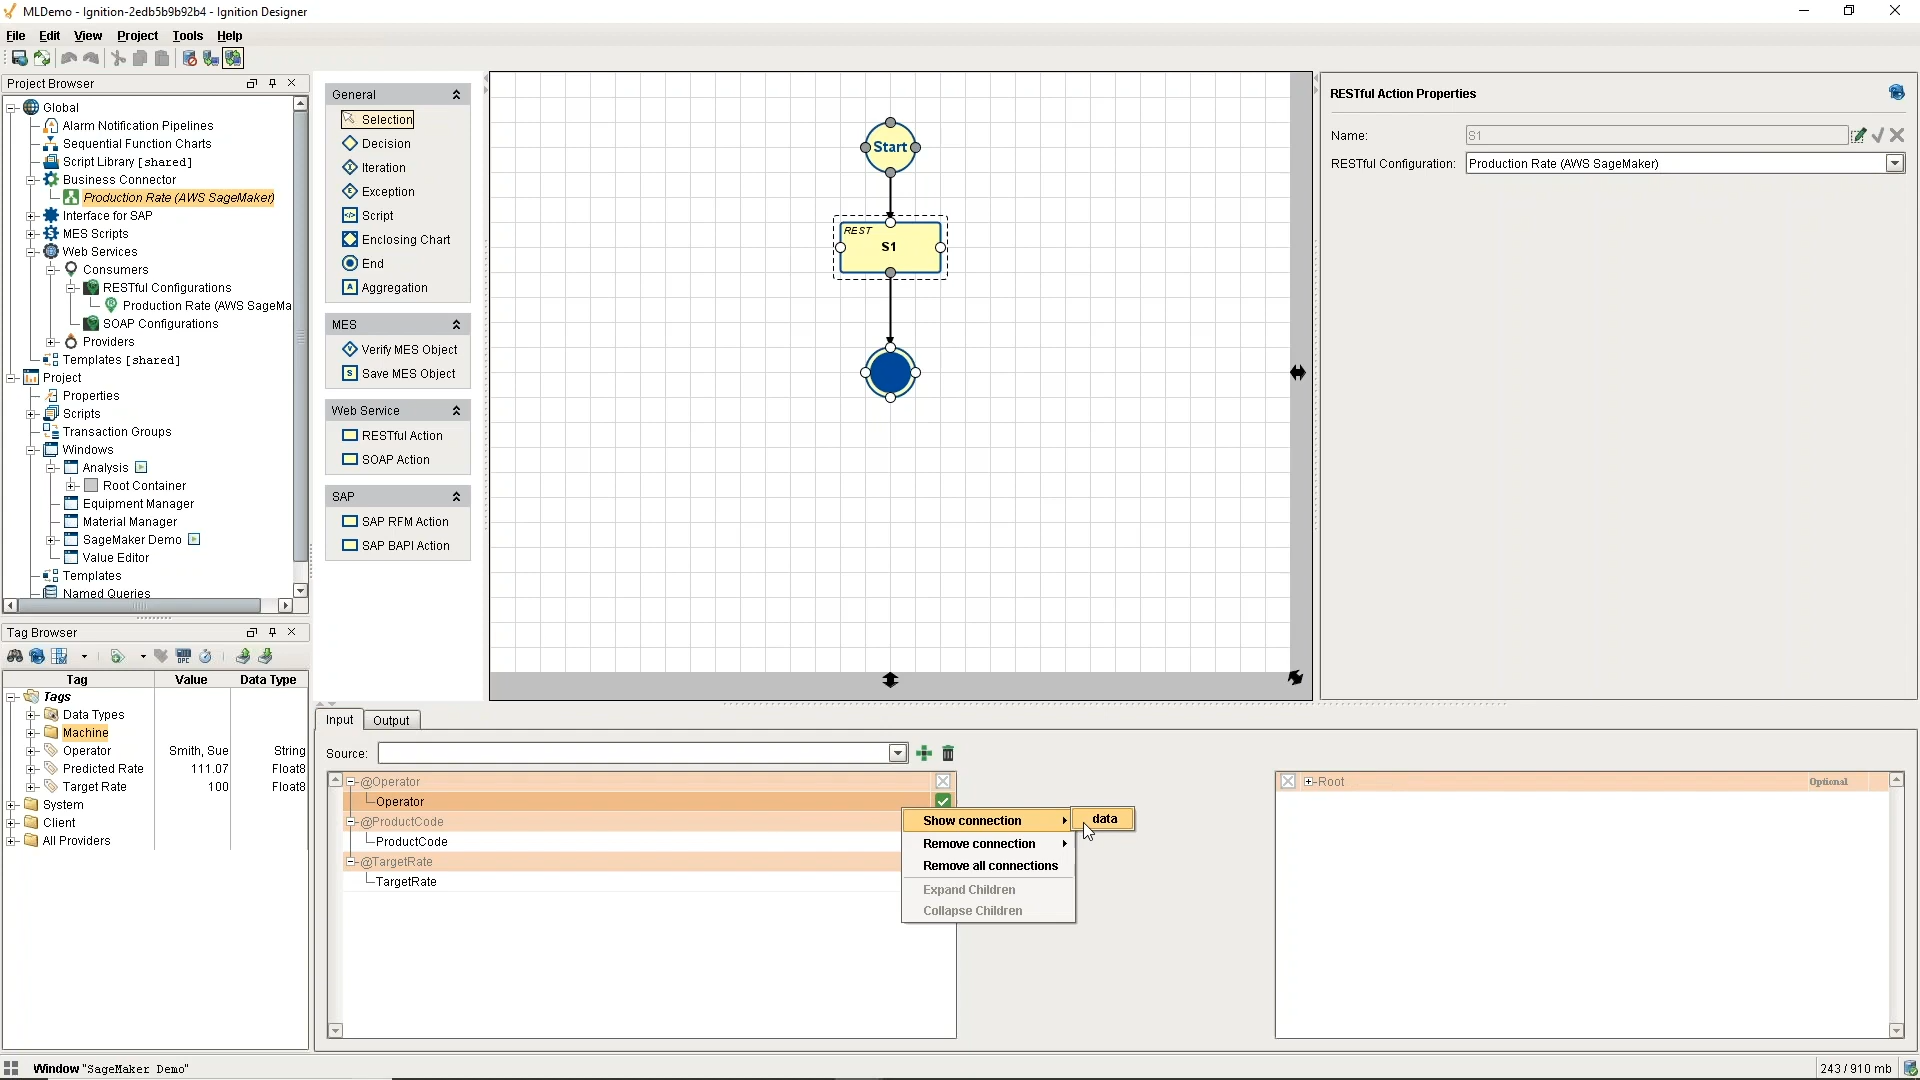 MLDemo - Ignition-2edb5b9b92b4 - Ignition Designer
File Edit View Project Tools Help
Project Browser
Global
Alarm Notification Pipelines
Sequential Function Charts
Script Library [shared]
Business Connector
Production Rate (AWS SageMaker)
Interface for SAP
MES Scripts
Web Services
Consumers
RESTful Configurations
Production Rate (AWS SageMa
SOAP Configurations
Providers
Templates [shared]
Project
Properties
Scripts
Transaction Groups
Windows
Analysis
Root Container
Equipment Manager
Material Manager
SageMaker Demo
Value Editor
Templates
Named Queries
Tag Browser
Tag Value Data Type
Tags
Data Types
Machine
Operator Smith, Sue String
Predicted Rate 111.07 Float8
Target Rate 100 Float8
System
Client
All Providers
General
Selection
Decision
Iteration
Exception
Script
Enclosing Chart
End
Aggregation
MES
Verify MES Object
Save MES Object
Web Service
RESTful Action
SOAP Action
SAP
SAP RFM Action
SAP BAPI Action
Start
REST
S1
RESTful Action Properties
Name: S1
RESTful Configuration: Production Rate (AWS SageMaker)
Input Output
Source:
@Operator
Operator
@ProductCode
ProductCode
@TargetRate
TargetRate
Show connection
data
Remove connection
Remove all connections
Expand Children
Collapse Children
Root Optional
Window "SageMaker Demo"
243 / 910 mb